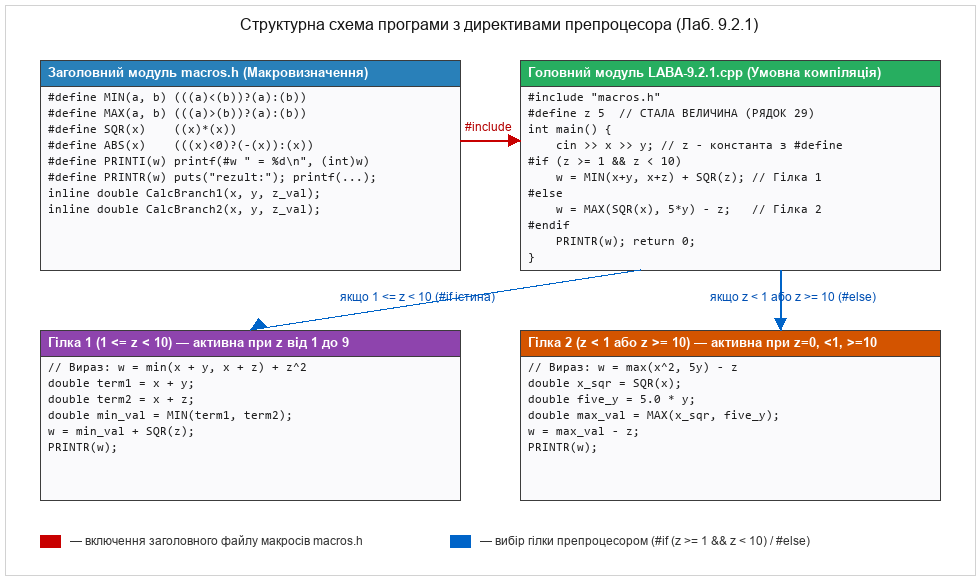 Структурна схема програми з директивами препроцесора (Лаб. 9.2.1)
Заголовний модуль macros.h (Макровизначення)
#define MIN(a, b) (((a)<(b))?(a):(b))
#define MAX(a, b) (((a)>(b))?(a):(b))
#define SQR(x)    ((x)*(x))
#define ABS(x)    (((x)<0)?(-(x)):(x))
#define PRINTI(w) printf(#w " = %d\n", (int)w)
#define PRINTR(w) puts("rezult:"); printf(...);
inline double CalcBranch1(x, y, z_val);
inline double CalcBranch2(x, y, z_val);
#include
Головний модуль LABA-9.2.1.cpp (Умовна компіляція)
#include "macros.h"
#define z 5  // СТАЛА ВЕЛИЧИНА (РЯДОК 29)
int main() {
    cin >> x >> y; // z - константа з #define
#if (z >= 1 && z < 10)
    w = MIN(x+y, x+z) + SQR(z); // Гілка 1
#else
    w = MAX(SQR(x), 5*y) - z;   // Гілка 2
#endif
    PRINTR(w); return 0;
}
якщо 1 <= z < 10 (#if істина)
якщо z < 1 або z >= 10 (#else)
Гілка 1 (1 <= z < 10) — активна при z від 1 до 9
// Вираз: w = min(x + y, x + z) + z^2
double term1 = x + y;
double term2 = x + z;
double min_val = MIN(term1, term2);
w = min_val + SQR(z);
PRINTR(w);
Гілка 2 (z < 1 або z >= 10) — активна при z=0, <1, >=10
// Вираз: w = max(x^2, 5y) - z
double x_sqr = SQR(x);
double five_y = 5.0 * y;
double max_val = MAX(x_sqr, five_y);
w = max_val - z;
PRINTR(w);
— включення заголовного файлу макросів macros.h
— вибір гілки препроцесором (#if (z >= 1 && z < 10) / #else)